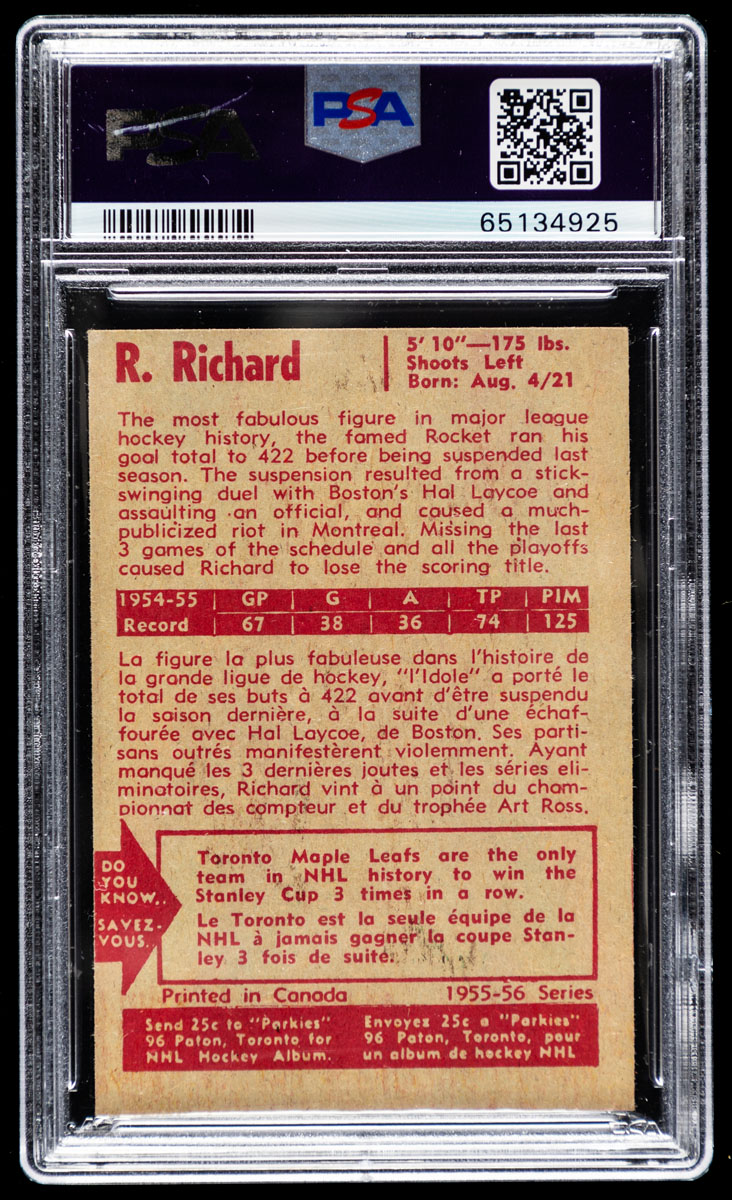 PSA
PSA
65134925
R. Richard
5' 10"—175 lbs.
Shoots Left
Born: Aug. 4/21
The most fabulous figure in major league
hockey history, the famed Rocket ran his
goal total to 422 before being suspended last
season. The suspension resulted from a stick-
swinging duel with Boston's Hal Laycoe and
assaulting an official, and caused a much-
publicized riot in Montreal. Missing the last
3 games of the schedule and all the playoffs
caused Richard to lose the scoring title.
1954-55 | GP | G | A | TP | PIM
Record | 67 | 38 | 36 | 74 | 125
La figure la plus fabuleuse dans l'histoire de
la grande ligue de hockey, "l'Idole" a porté le
total de ses buts à 422 avant d'être suspendu
la saison dernière, à la suite d'une échaf-
fourée avec Hal Laycoe, de Boston. Ses parti-
sans outrés manifestèrent violemment. Ayant
manqué les 3 dernières joutes et les séries eli-
minatoires, Richard vint à un point du cham-
pionnat des compteur et du trophée Art Ross.
DO
YOU
KNOW..
SAVEZ-
VOUS.
Toronto Maple Leafs are the only
team in NHL history to win the
Stanley Cup 3 times in a row.
Le Toronto est la seule équipe de la
NHL à jamais gagner la coupe Stan-
ley 3 fois de suite.
Printed in Canada
1955-56 Series
Send 25c to "Parkies"
96 Paton, Toronto for
NHL Hockey Album.
Envoyez 25c a "Parkies"
96 Paton, Toronto, pour
un album de hockey NHL
PSA